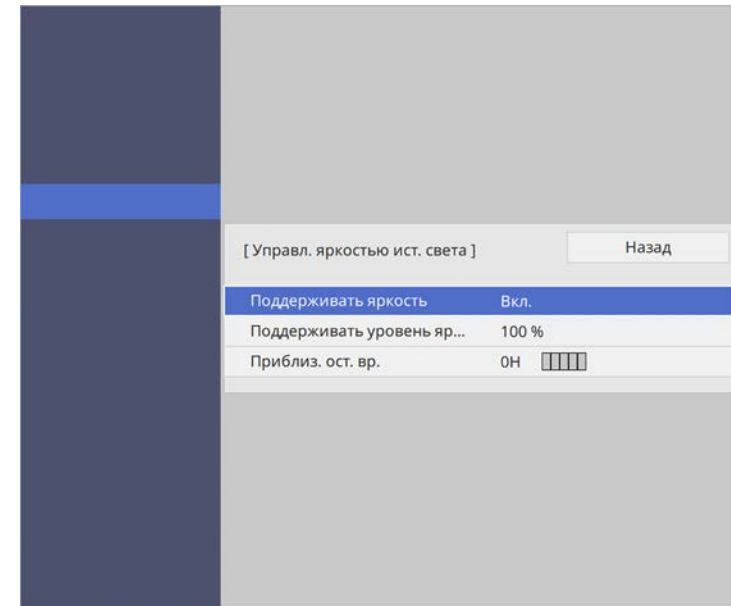 [ Управл. яркостью ист. света ] Назад
Поддерживать яркость Вкл.
Поддерживать уровень яр... 100 %
Приблиз. ост. вр. 0H